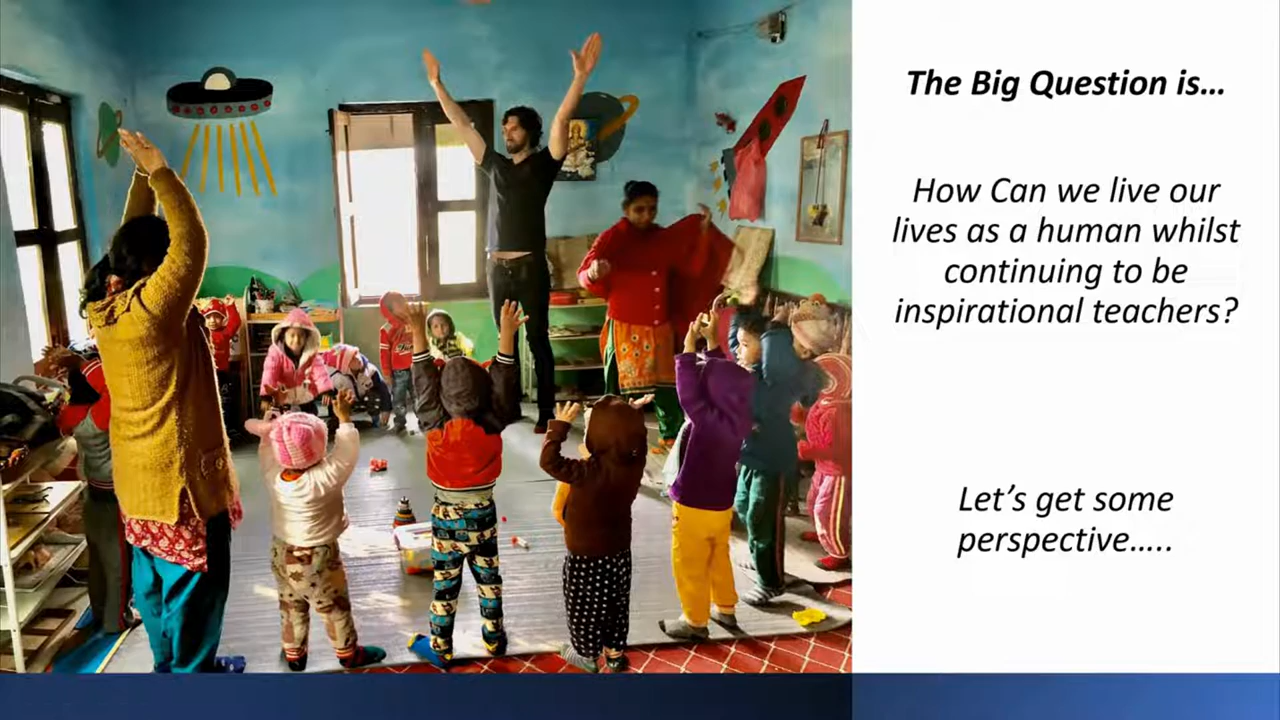 The Big Question is…
How Can we live our
lives as a human whilst
continuing to be
inspirational teachers?
Let’s get some
perspective…..